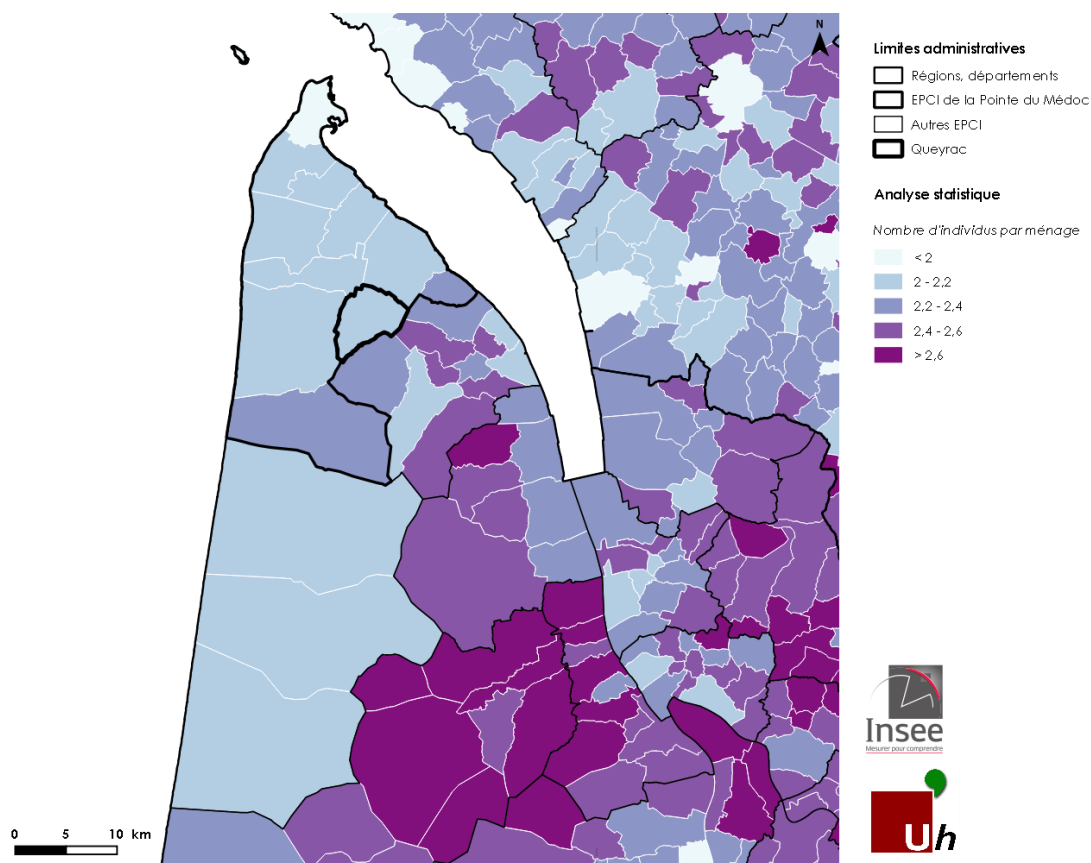 N
Limites administratives
Régions, départements
EPCI de la Pointe du Médoc
Autres EPCI
Queyrac
Analyse statistique
Nombre d'individus par ménage
< 2
2 - 2,2
2,2 - 2,4
2,4 - 2,6
> 2,6
Insee
Mesurer pour comprendre
Uh
0 5 10 km